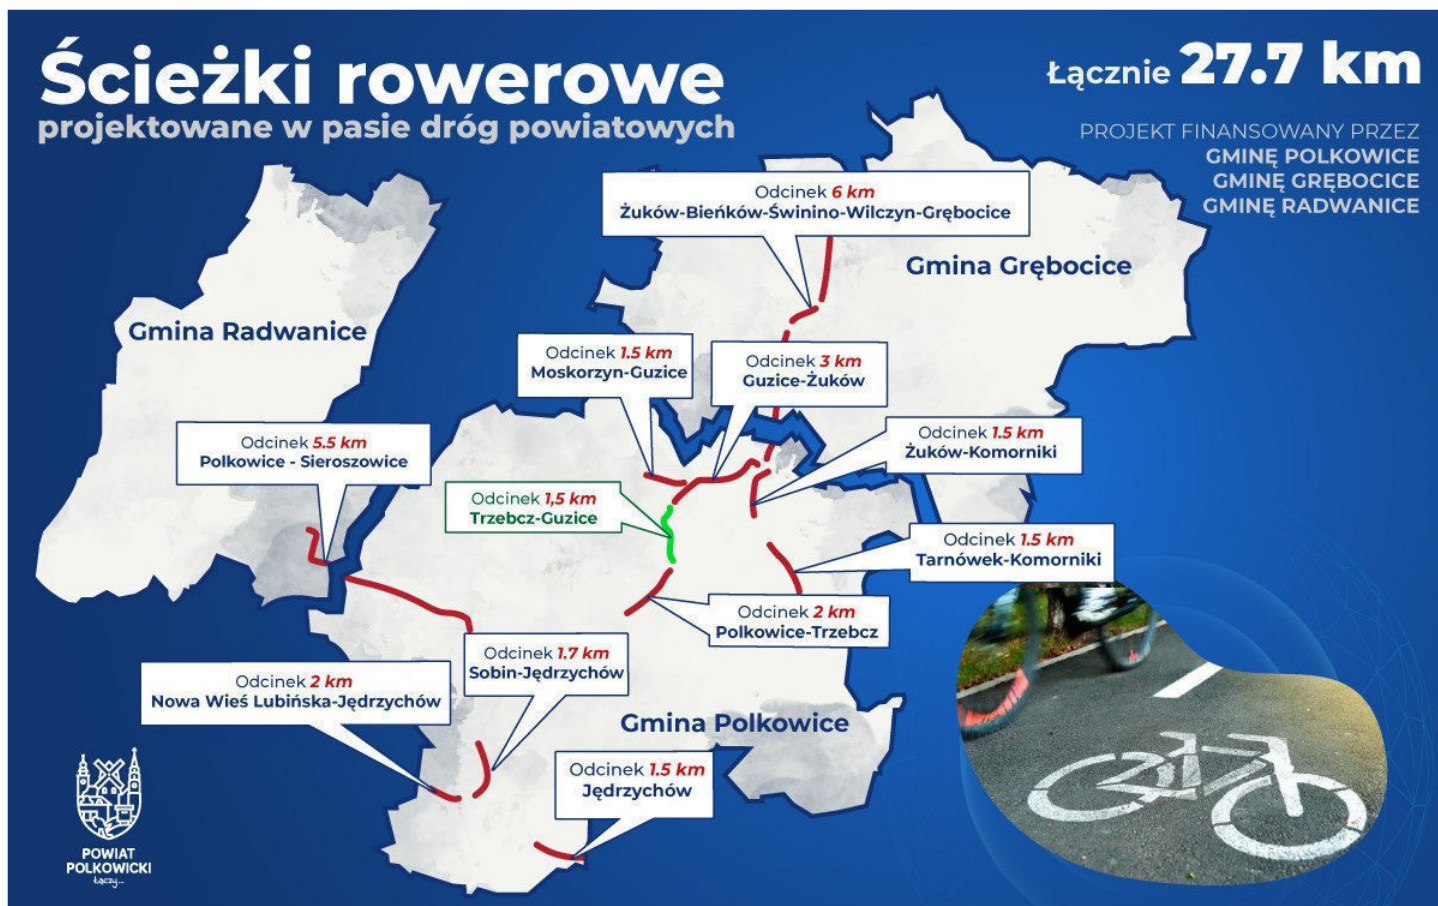 Ścieżki rowerowe
projektowane w pasie dróg powiatowych
Łącznie 27.7 km
PROJEKT FINANSOWANY PRZEZ
GMINĘ POLKOWICE
GMINĘ GRĘBOCICE
GMINĘ RADWANICE
Odcinek 6 km
Żuków-Bieńków-Świnino-Wilczyn-Grębocice
Gmina Grębocice
Gmina Radwanice
Odcinek 1.5 km
Moskorzyn-Guzice
Odcinek 3 km
Guzice-Żuków
Odcinek 5.5 km
Polkowice - Sieroszowice
Odcinek 1.5 km
Żuków-Komorniki
Odcinek 1,5 km
Trzebcz-Guzice
Odcinek 1.5 km
Tarnówek-Komorniki
Odcinek 2 km
Polkowice-Trzebcz
Odcinek 1.7 km
Sobin-Jędrzychów
Odcinek 2 km
Nowa Wieś Lubińska-Jędrzychów
Gmina Polkowice
Odcinek 1.5 km
Jędrzychów
POWIAT
POLKOWICKI
Łączy...